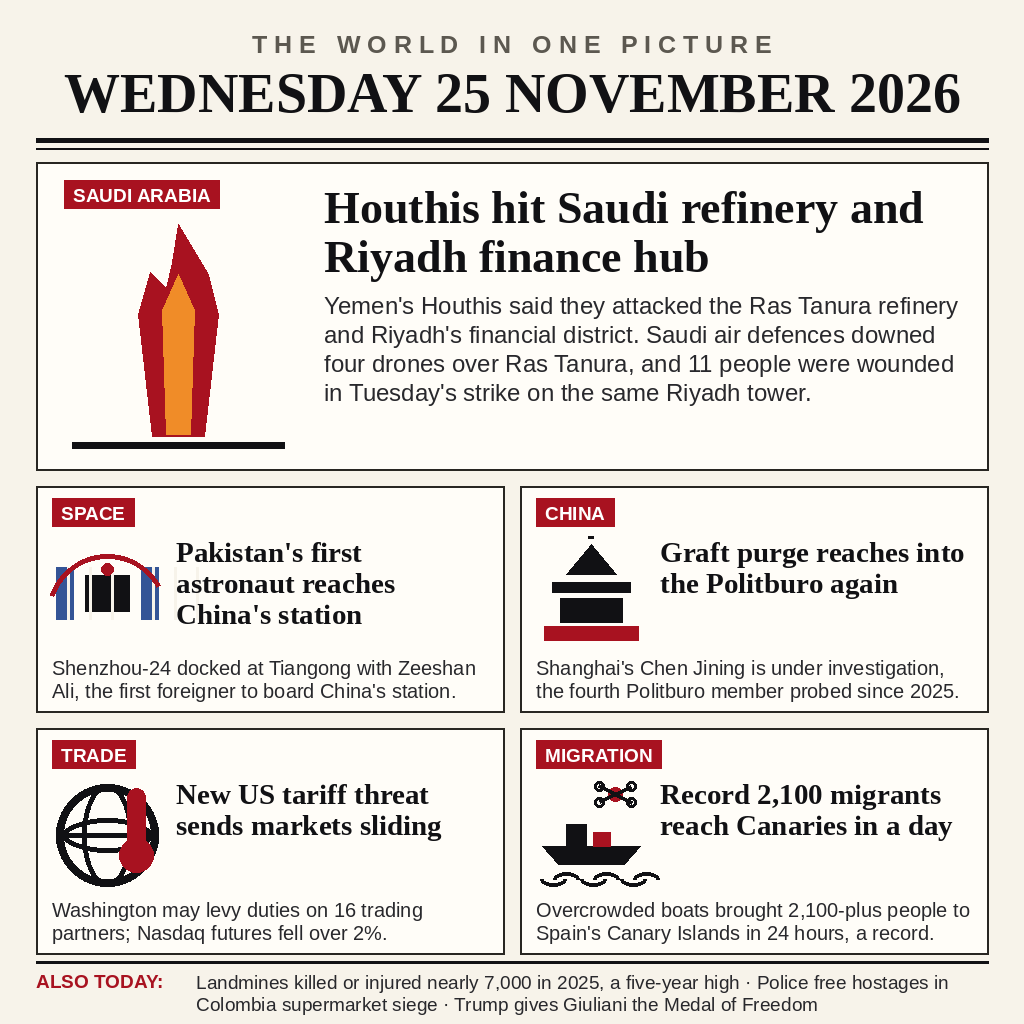 THE WORLD IN ONE PICTURE
WEDNESDAY 25 NOVEMBER 2026
SAUDI ARABIA
Houthis hit Saudi refinery and
Riyadh finance hub
Yemen's Houthis said they attacked the Ras Tanura refinery
and Riyadh's financial district. Saudi air defences downed
four drones over Ras Tanura, and 11 people were wounded
in Tuesday's strike on the same Riyadh tower.
SPACE
Pakistan's first
astronaut reaches
China's station
Shenzhou-24 docked at Tiangong with Zeeshan
Ali, the first foreigner to board China's station.
CHINA
Graft purge reaches into
the Politburo again
Shanghai's Chen Jining is under investigation,
the fourth Politburo member probed since 2025.
TRADE
New US tariff threat
sends markets sliding
Washington may levy duties on 16 trading
partners; Nasdaq futures fell over 2%.
MIGRATION
Record 2,100 migrants
reach Canaries in a day
Overcrowded boats brought 2,100-plus people to
Spain's Canary Islands in 24 hours, a record.
ALSO TODAY:
Landmines killed or injured nearly 7,000 in 2025, a five-year high · Police free hostages in
Colombia supermarket siege · Trump gives Giuliani the Medal of Freedom